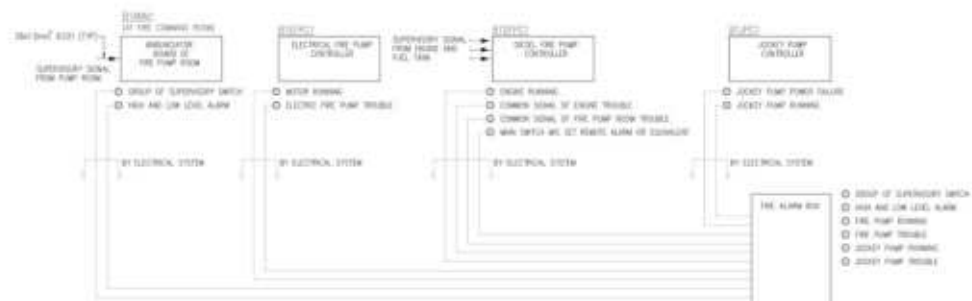 AT FIRE COMMAND ROOM
ANNUNCIATOR
BOARD OF
FIRE PUMP ROOM
SUPERVISORY SIGNAL
FROM PUMP ROOM
GROUP OF SUPERVISORY SWITCH
HIGH AND LOW LEVEL ALARM
BY ELECTRICAL SYSTEM
ELECTRICAL FIRE PUMP
CONTROLLER
MOTOR RUNNING
ELECTRIC FIRE PUMP TROUBLE
BY ELECTRICAL SYSTEM
SUPERVISORY SIGNAL
FROM ENGINE AND
FUEL TANK
DIESEL FIRE PUMP
CONTROLLER
ENGINE RUNNING
COMMON SIGNAL OF ENGINE TROUBLE
COMMON SIGNAL OF FIRE PUMP ROOM TROUBLE
MAIN SWITCH REMOTE ALARM OR EQUIVALENT
BY ELECTRICAL SYSTEM
JOCKEY PUMP
CONTROLLER
JOCKEY PUMP POWER FAILURE
JOCKEY PUMP RUNNING
BY ELECTRICAL SYSTEM
FIRE ALARM BOX
GROUP OF SUPERVISORY SWITCH
HIGH AND LOW LEVEL ALARM
FIRE PUMP RUNNING
FIRE PUMP TROUBLE
JOCKEY PUMP RUNNING
JOCKEY PUMP TROUBLE